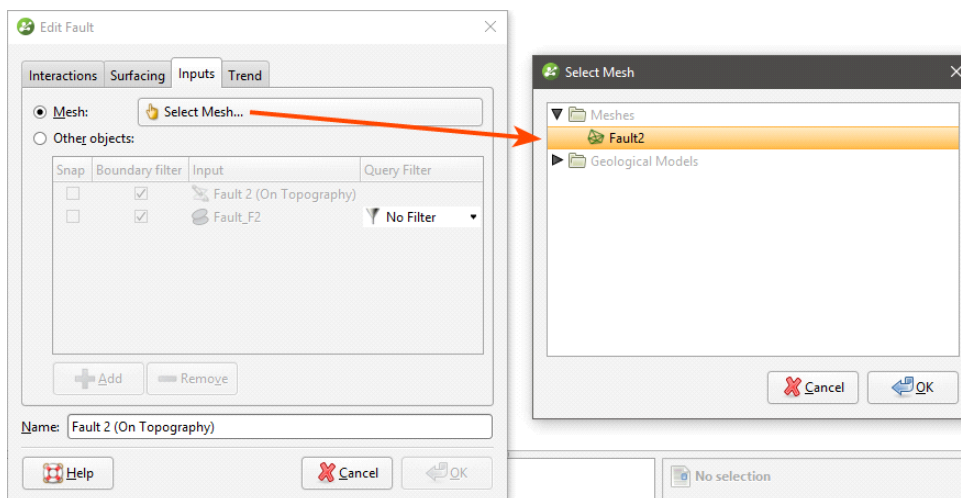 Edit Fault
Interactions Surfacing Inputs Trend
Mesh: Select Mesh...
Other objects:
Snap Boundary filter Input Query Filter
Fault 2 (On Topography)
Fault_F2 No Filter
Add Remove
Name: Fault 2 (On Topography)
Help Cancel OK
Select Mesh
Meshes
Fault2
Geological Models
Cancel OK
No selection